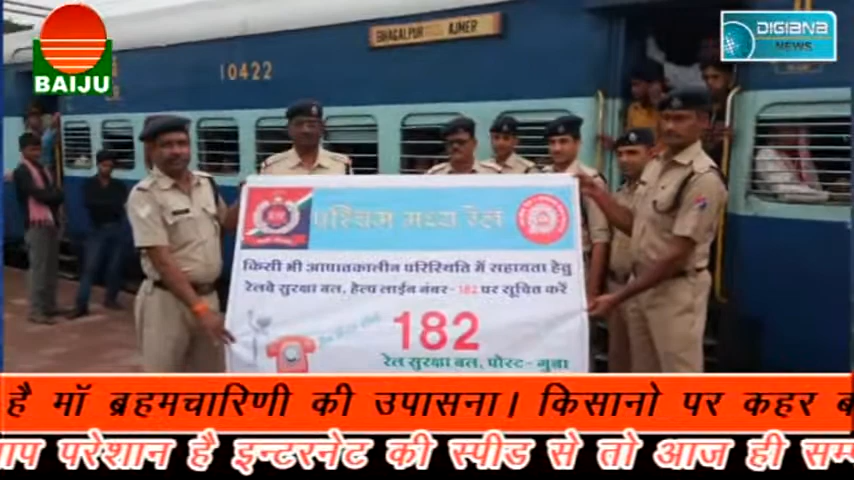 BHAGALPUR AJMER
DIGIANA
NEWS
BAIJU
10422
पश्चिम मध्य रेल
किसी भी आपातकालीन परिस्थिति में सहायता हेतु
रेलवे सुरक्षा बल, हेल्प लाईन नंबर- 182 पर सूचित करें
182
रेल सुरक्षा बल, पोस्ट- गुना
है मॉ ब्रहमचारिणी की उपासना। किसानो पर कहर ब
ाप परेशान है इन्टरनेट की स्पीड से तो आज ही सम्प